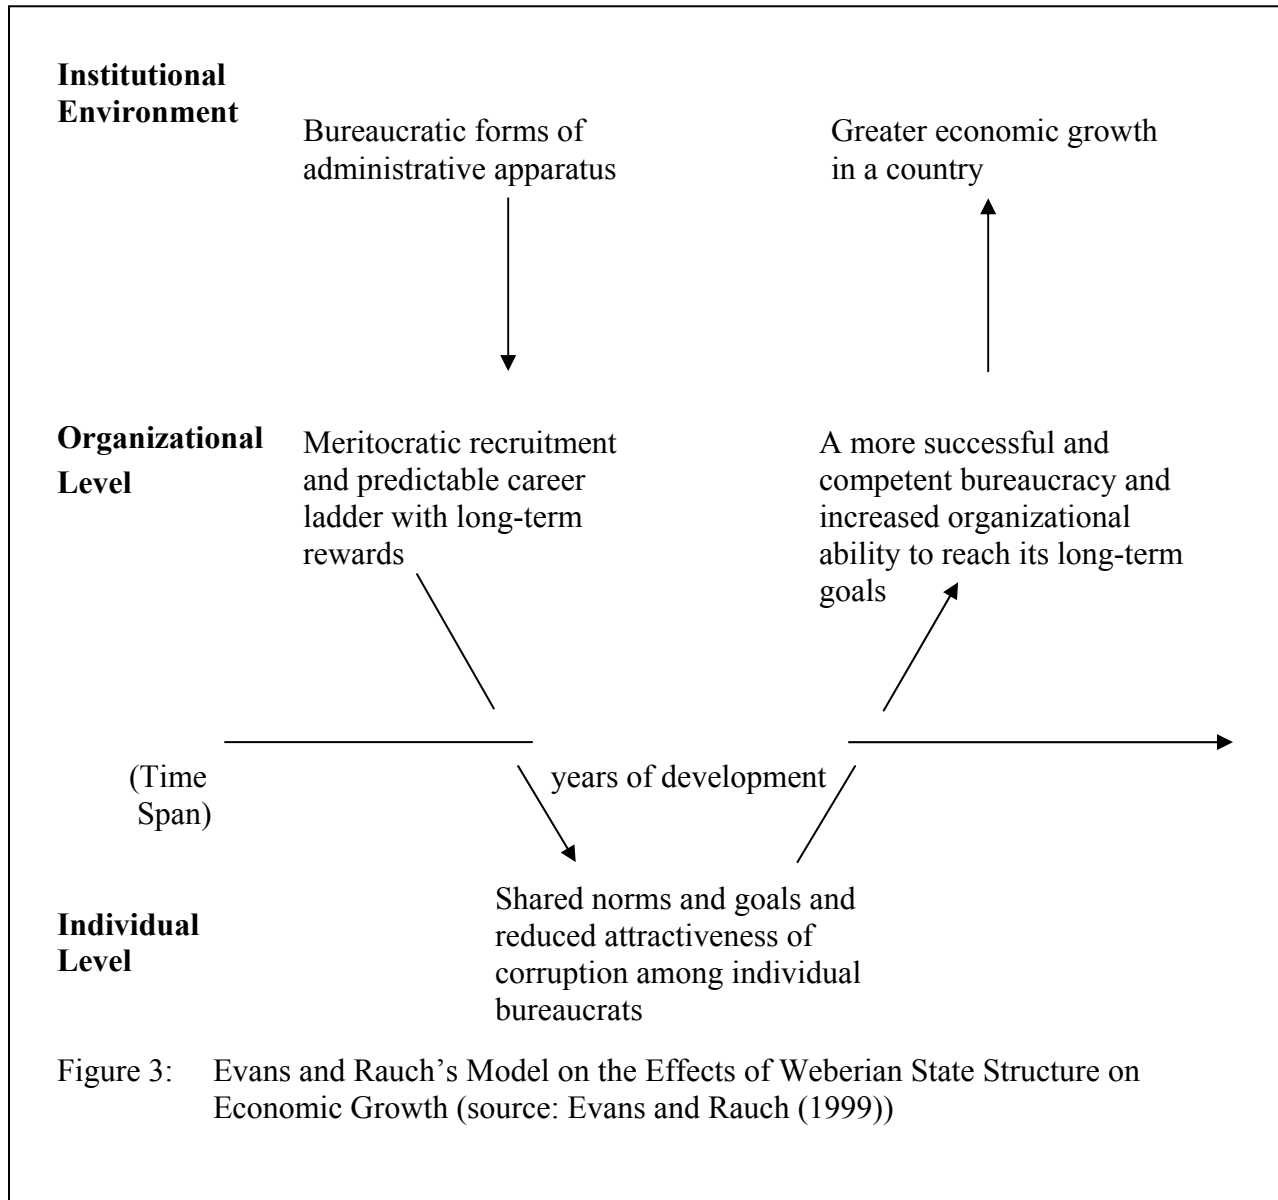 Institutional
Environment
Bureaucratic forms of
administrative apparatus
Greater economic growth
in a country
Organizational
Level
Meritocratic recruitment
and predictable career
ladder with long-term
rewards
A more successful and
competent bureaucracy and
increased organizational
ability to reach its long-term
goals
(Time
Span)
years of development
Individual
Level
Shared norms and goals and
reduced attractiveness of
corruption among individual
bureaucrats
Figure 3: Evans and Rauch’s Model on the Effects of Weberian State Structure on
Economic Growth (source: Evans and Rauch (1999))